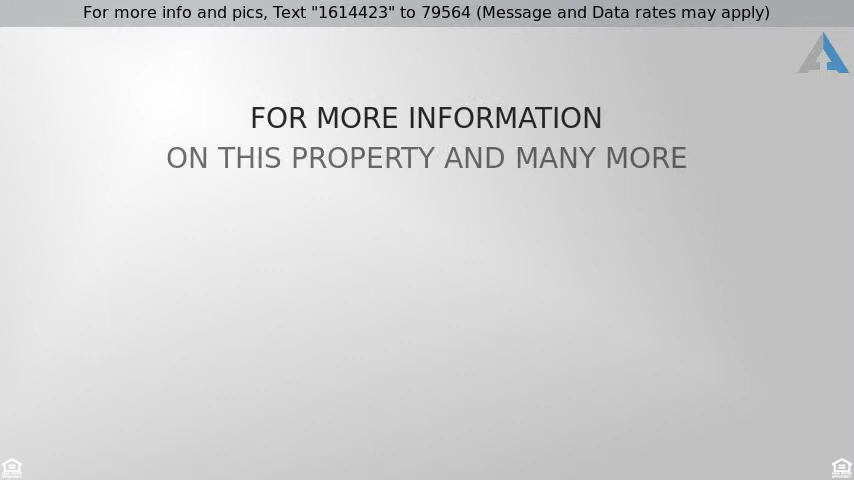 For more info and pics, Text "1614423" to 79564 (Message and Data rates may apply)
FOR MORE INFORMATION
ON THIS PROPERTY AND MANY MORE